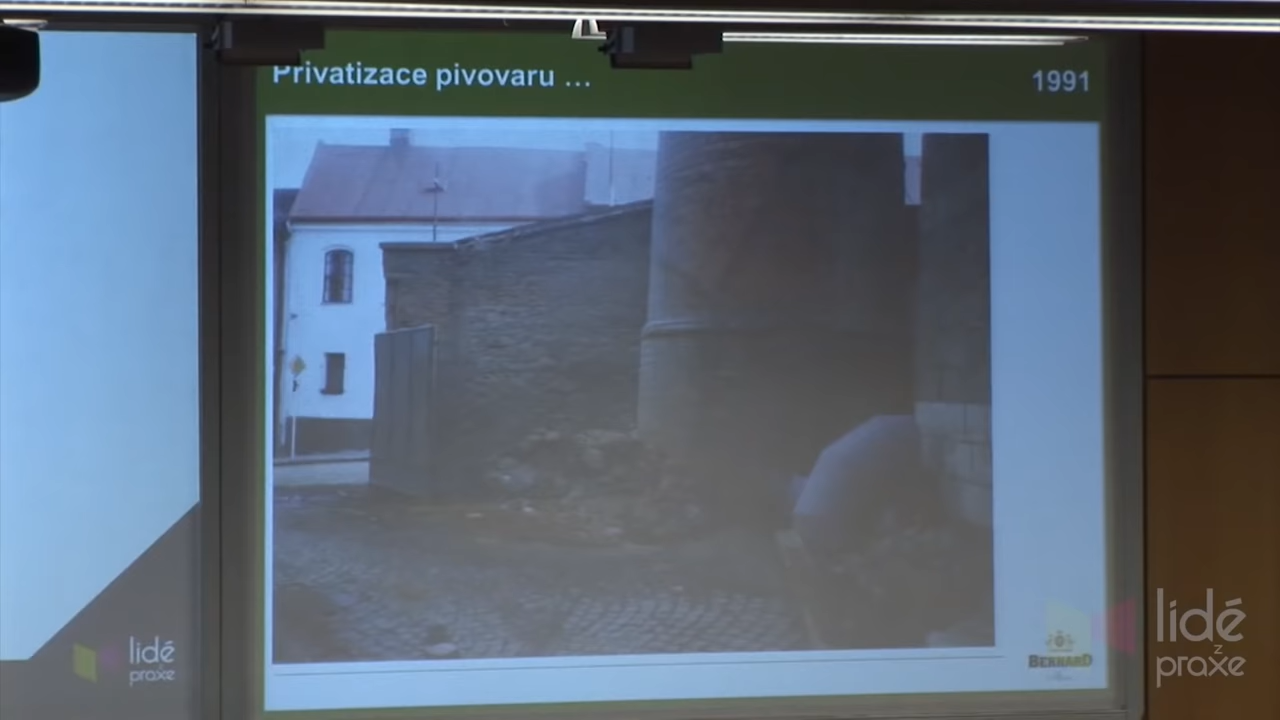 Privatizace pivovaru …
1991
BERNARD
lidé
z
praxe
lidé
praxe